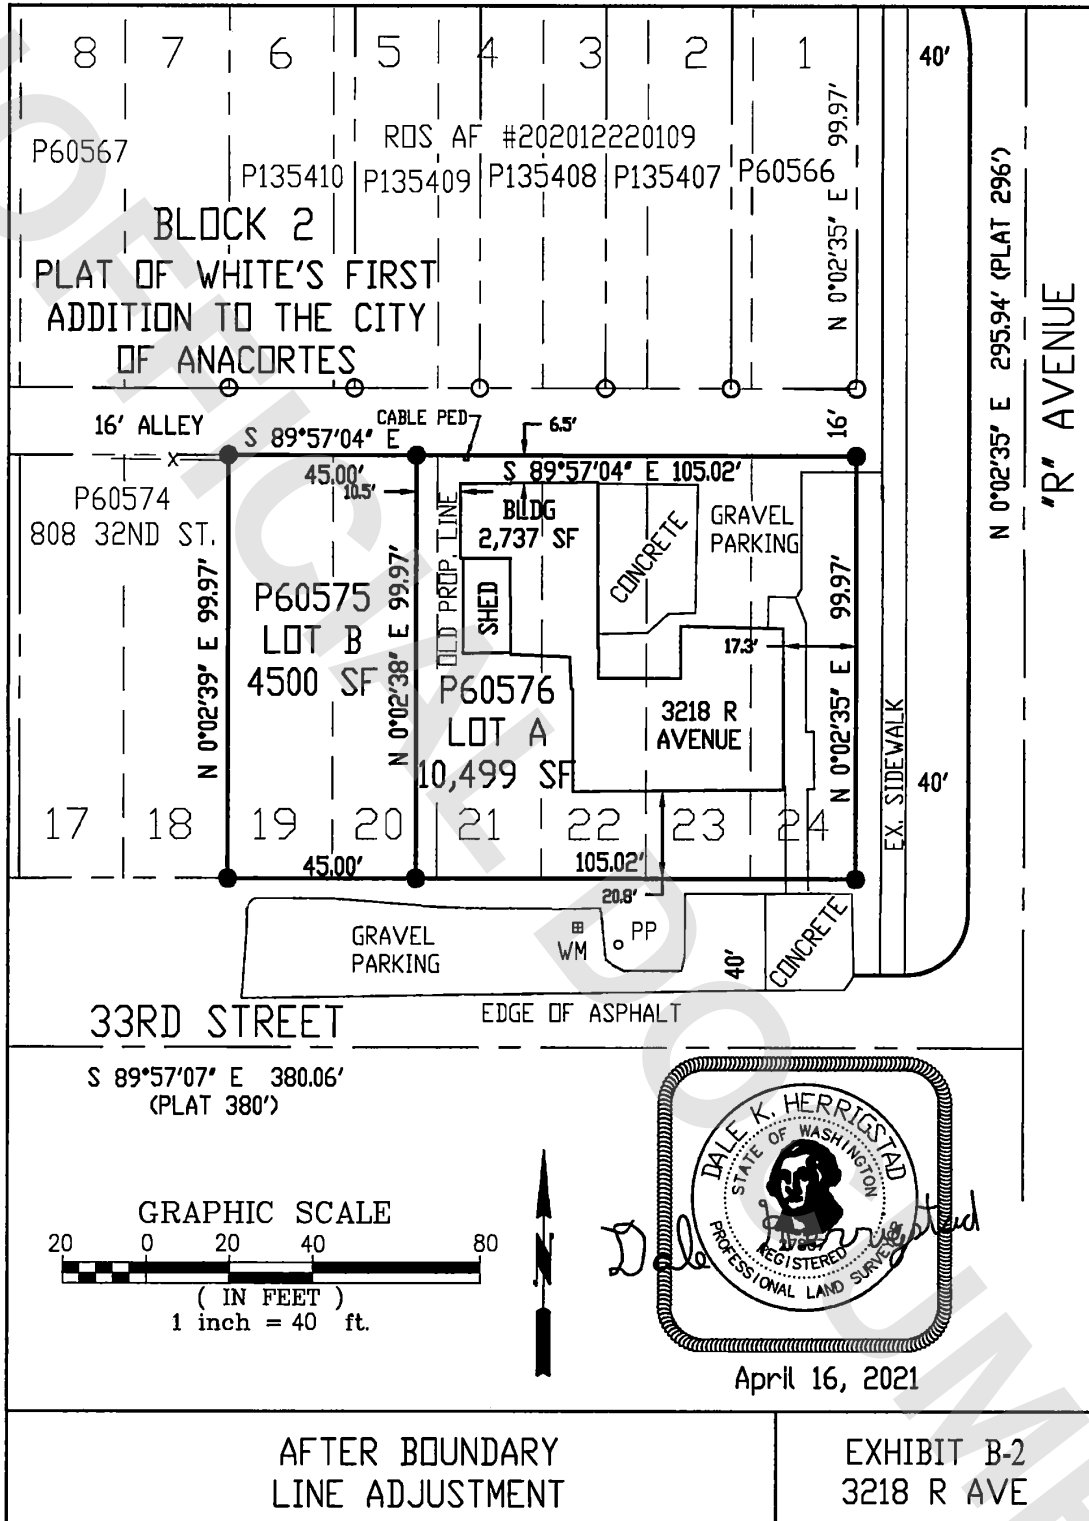 8 7 6 5 4 3 2 1
40'
P60567
ROS AF #202012220109
P135410 P135409 P135408 P135407 P60566
N 0°02'35" E 99.97'
BLOCK 2
PLAT OF WHITE'S FIRST
ADDITION TO THE CITY
OF ANACORTES
N 0°02'35" E 295.94' (PLAT 296')
"R" AVENUE
16' ALLEY
S 89°57'04" E
45.00'
CABLE PED
6.5'
16'
S 89°57'04" E 105.02'
10.5'
P60574
808 32ND ST.
BLDG
2,737 SF
CONCRETE
GRAVEL
PARKING
OLD PROP. LINE
SHED
N 0°02'39" E 99.97'
P60575
LOT B
4500 SF
N 0°02'38" E 99.97'
P60576
LOT A
10,499 SF
17.3'
3218 R
AVENUE
N 0°02'35" E 99.97'
EX. SIDEWALK
40'
17 18 19 20 21 22 23 24
45.00'
105.02'
20.8'
GRAVEL
PARKING
WM
PP
40'
CONCRETE
EDGE OF ASPHALT
33RD STREET
S 89°57'07" E 380.06'
(PLAT 380')
DALE K. HERRIGSTAD
STATE OF WASHINGTON
REGISTERED
PROFESSIONAL LAND SURVEYOR
Dale Herrigstad
April 16, 2021
GRAPHIC SCALE
20 0 20 40 80
( IN FEET )
1 inch = 40 ft.
N
AFTER BOUNDARY
LINE ADJUSTMENT
EXHIBIT B-2
3218 R AVE